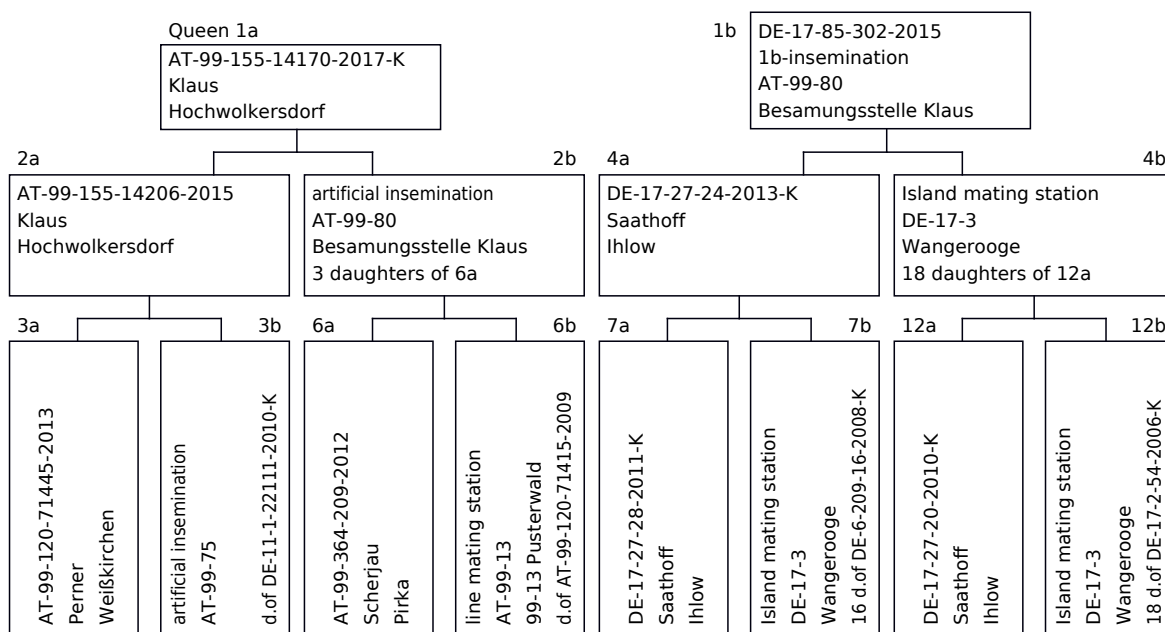 Queen 1a
AT-99-155-14170-2017-K
Klaus
Hochwolkersdorf
1b
DE-17-85-302-2015
1b-insemination
AT-99-80
Besamungsstelle Klaus
2a
AT-99-155-14206-2015
Klaus
Hochwolkersdorf
2b
artificial insemination
AT-99-80
Besamungsstelle Klaus
3 daughters of 6a
4a
DE-17-27-24-2013-K
Saathoff
Ihlow
4b
Island mating station
DE-17-3
Wangerooge
18 daughters of 12a
3a
AT-99-120-71445-2013
Perner
Weißkirchen
3b
artificial insemination
AT-99-75
d.of DE-11-1-22111-2010-K
6a
AT-99-364-209-2012
Scherjau
Pirka
6b
line mating station
AT-99-13
99-13 Pusterwald
d.of AT-99-120-71415-2009
7a
DE-17-27-28-2011-K
Saathoff
Ihlow
7b
Island mating station
DE-17-3
Wangerooge
16 d.of DE-6-209-16-2008-K
12a
DE-17-27-20-2010-K
Saathoff
Ihlow
12b
Island mating station
DE-17-3
Wangerooge
18 d.of DE-17-2-54-2006-K